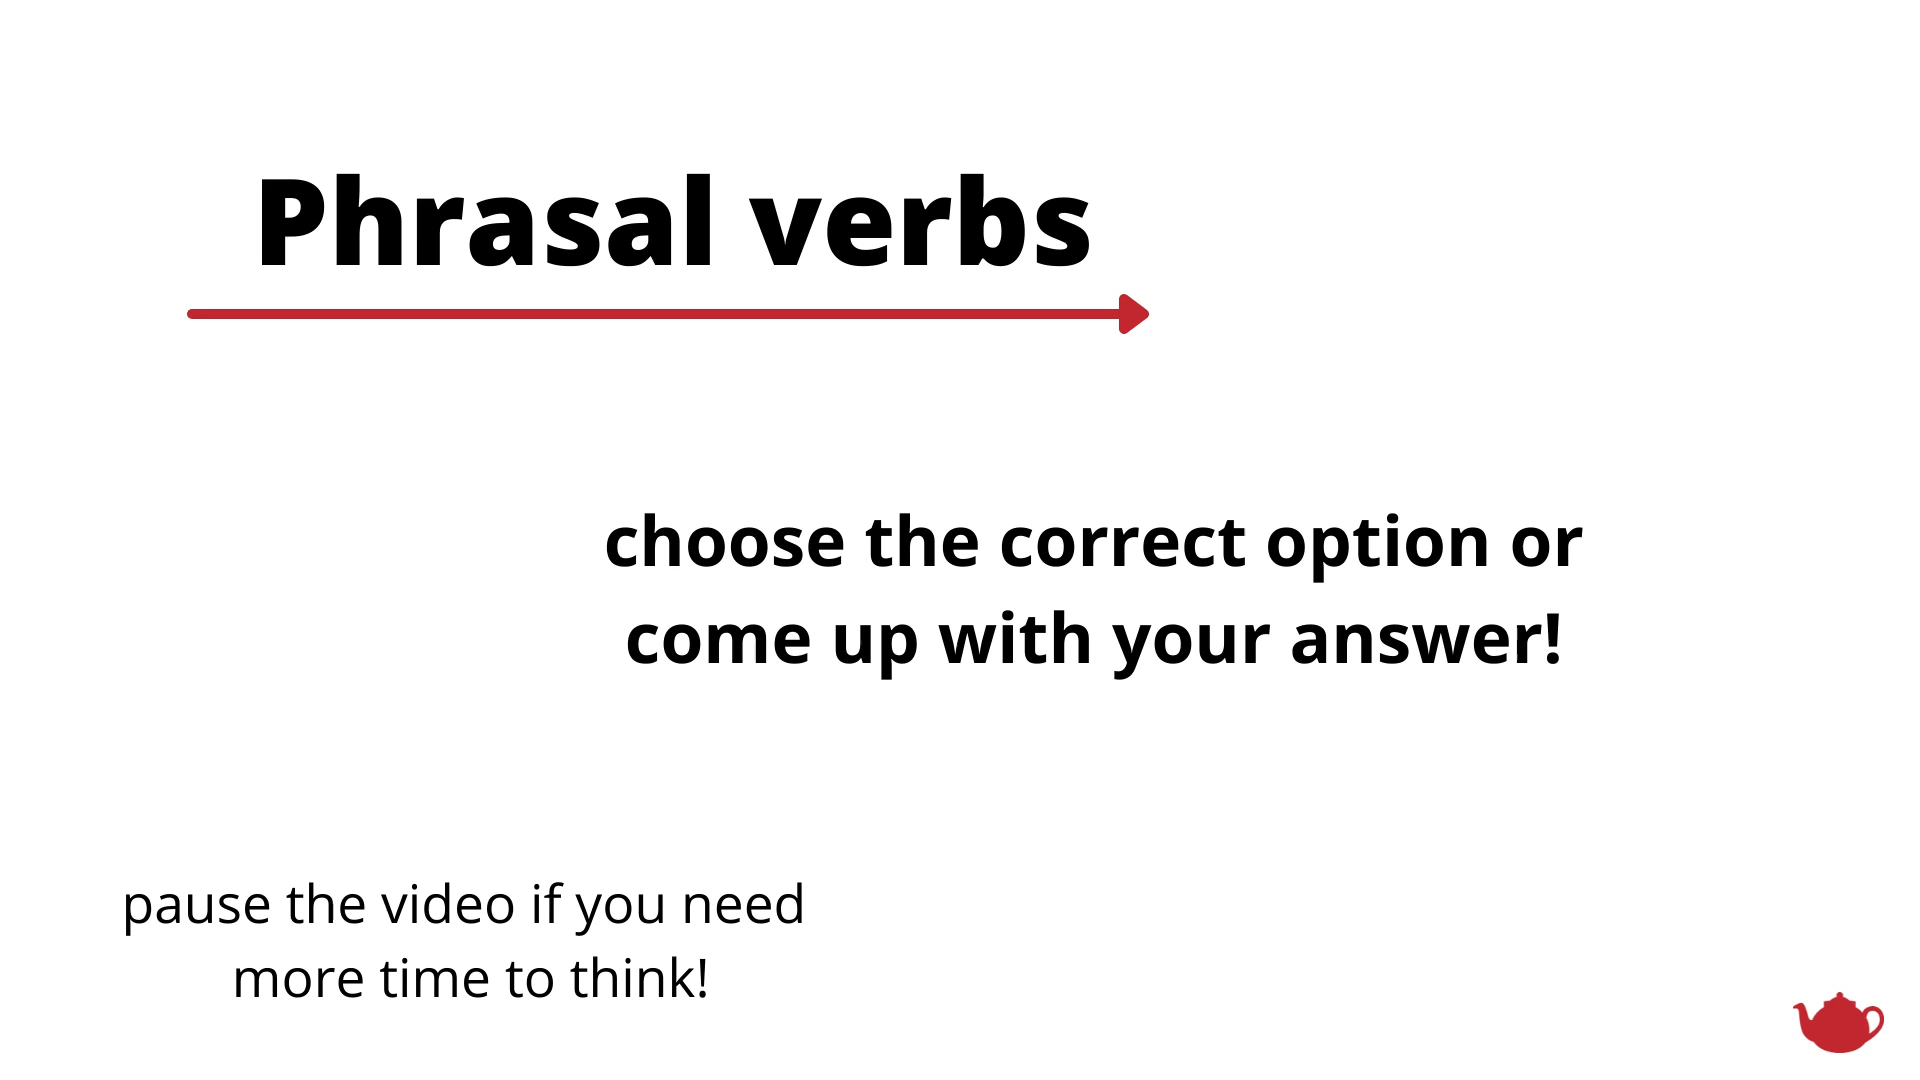 Phrasal verbs
choose the correct option or
come up with your answer!
pause the video if you need
more time to think!